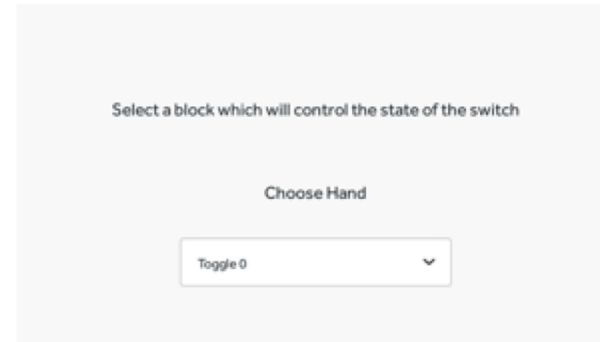 Select a block which will control the state of the switch
Choose Hand
Toggle 0